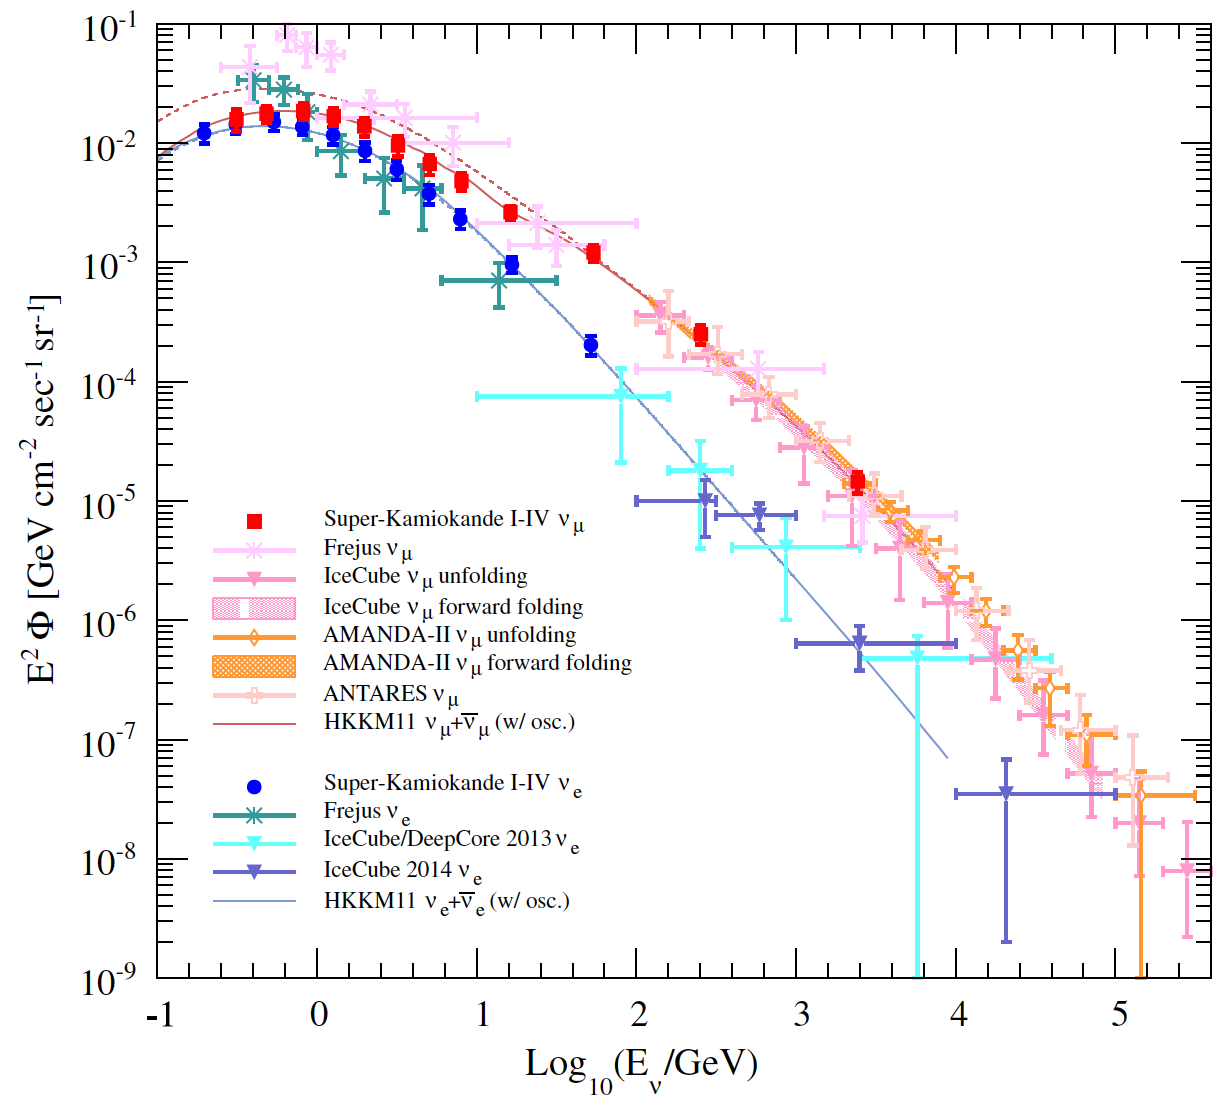 10⁻¹
10⁻²
10⁻³
10⁻⁴
10⁻⁵
10⁻⁶
10⁻⁷
10⁻⁸
10⁻⁹
E² Φ [GeV cm⁻² sec⁻¹ sr⁻¹]
Super-Kamiokande I-IV ν_μ
Frejus ν_μ
IceCube ν_μ unfolding
IceCube ν_μ forward folding
AMANDA-II ν_μ unfolding
AMANDA-II ν_μ forward folding
ANTARES ν_μ
HKKM11 ν_μ+ν̅_μ (w/ osc.)
Super-Kamiokande I-IV ν_e
Frejus ν_e
IceCube/DeepCore 2013 ν_e
IceCube 2014 ν_e
HKKM11 ν_e+ν̅_e (w/ osc.)
-1 0 1 2 3 4 5
Log₁₀(E_ν/GeV)